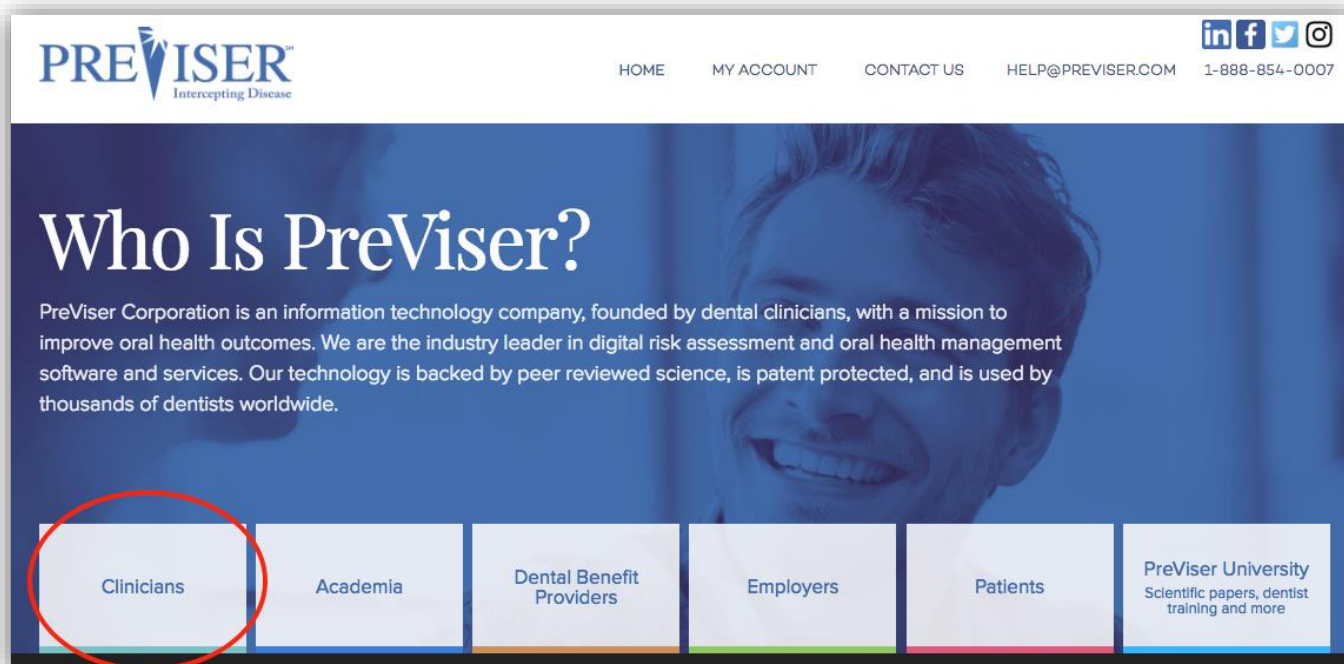 PREVISER℠
Intercepting Disease
in f
HOME MY ACCOUNT CONTACT US HELP@PREVISER.COM 1-888-854-0007
Who Is PreViser?
PreViser Corporation is an information technology company, founded by dental clinicians, with a mission to
improve oral health outcomes. We are the industry leader in digital risk assessment and oral health management
software and services. Our technology is backed by peer reviewed science, is patent protected, and is used by
thousands of dentists worldwide.
Clinicians
Academia
Dental Benefit
Providers
Employers
Patients
PreViser University
Scientific papers, dentist
training and more